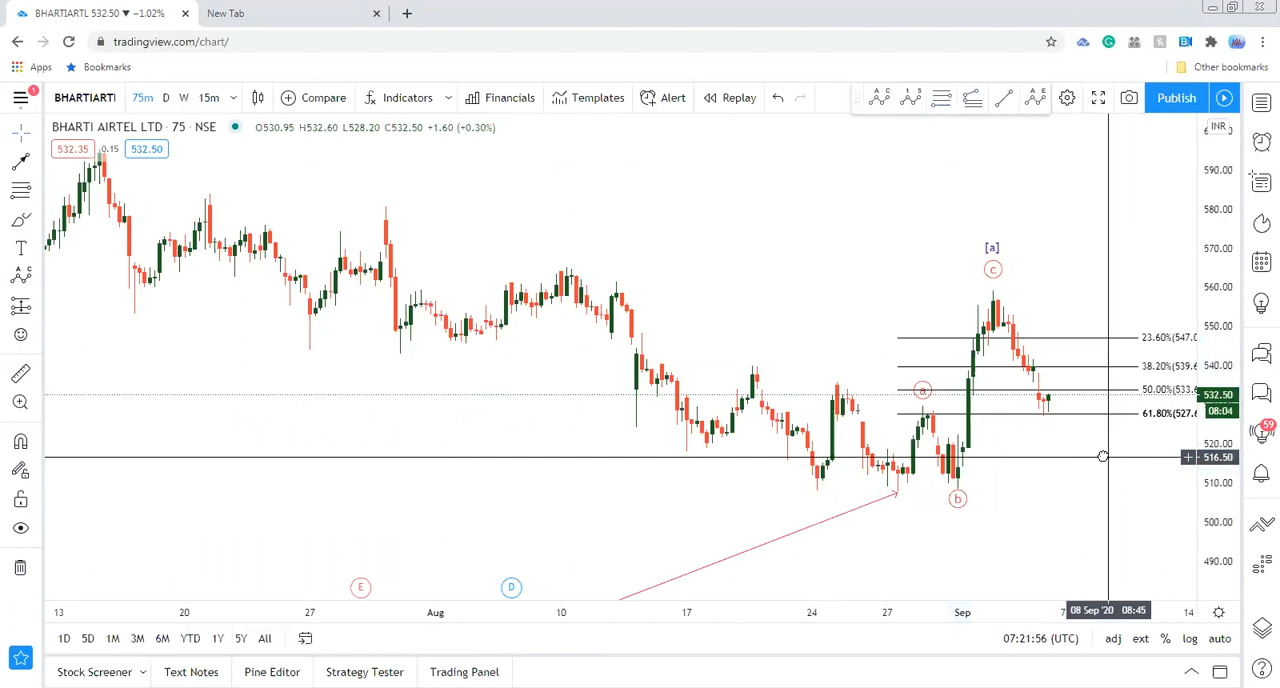 BHARTIARTL 532.50 ▼ −1.02%
New Tab
tradingview.com/chart/
Apps
Bookmarks
Other bookmarks
1
BHARTIARTI
75m
D
W
15m
Compare
Indicators
Financials
Templates
Alert
Replay
Publish
BHARTI AIRTEL LTD · 75 · NSE
O530.95 H532.60 L528.20 C532.50 +1.60 (+0.30%)
532.35
0.15
532.50
INR
590.00
580.00
570.00
560.00
550.00
540.00
532.50
08:04
520.00
516.50
510.00
500.00
490.00
[a]
c
a
b
23.60%(547.0
38.20%(539.6
50.00%(533.6
61.80%(527.6
E
D
59
13
20
27
Aug
10
17
24
27
Sep
7
08 Sep '20 08:45
14
1D
5D
1M
3M
6M
YTD
1Y
5Y
All
07:21:56 (UTC)
adj
ext
%
log
auto
Stock Screener
Text Notes
Pine Editor
Strategy Tester
Trading Panel